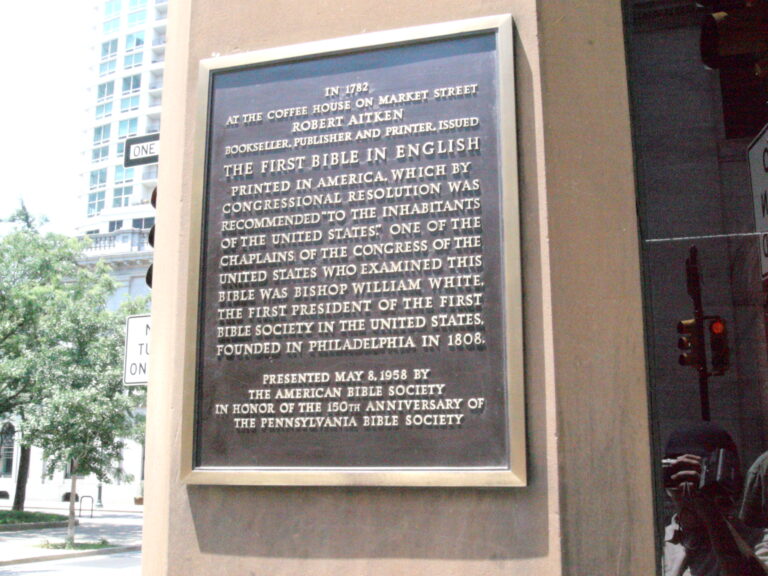 IN 1782,
AT THE COFFEE HOUSE ON MARKET STREET
ROBERT AITKEN
BOOKSELLER, PUBLISHER AND PRINTER, ISSUED
THE FIRST BIBLE IN ENGLISH
PRINTED IN AMERICA, WHICH BY
CONGRESSIONAL RESOLUTION WAS
RECOMMENDED "TO THE INHABITANTS
OF THE UNITED STATES." ONE OF THE
CHAPLAINS OF THE CONGRESS OF THE
UNITED STATES WHO EXAMINED THIS
BIBLE WAS BISHOP WILLIAM WHITE,
THE FIRST PRESIDENT OF THE FIRST
BIBLE SOCIETY IN THE UNITED STATES,
FOUNDED IN PHILADELPHIA IN 1808.
PRESENTED MAY 8, 1958 BY
THE AMERICAN BIBLE SOCIETY
IN HONOR OF THE 150TH ANNIVERSARY OF
THE PENNSYLVANIA BIBLE SOCIETY
ONE
N
TU
ON